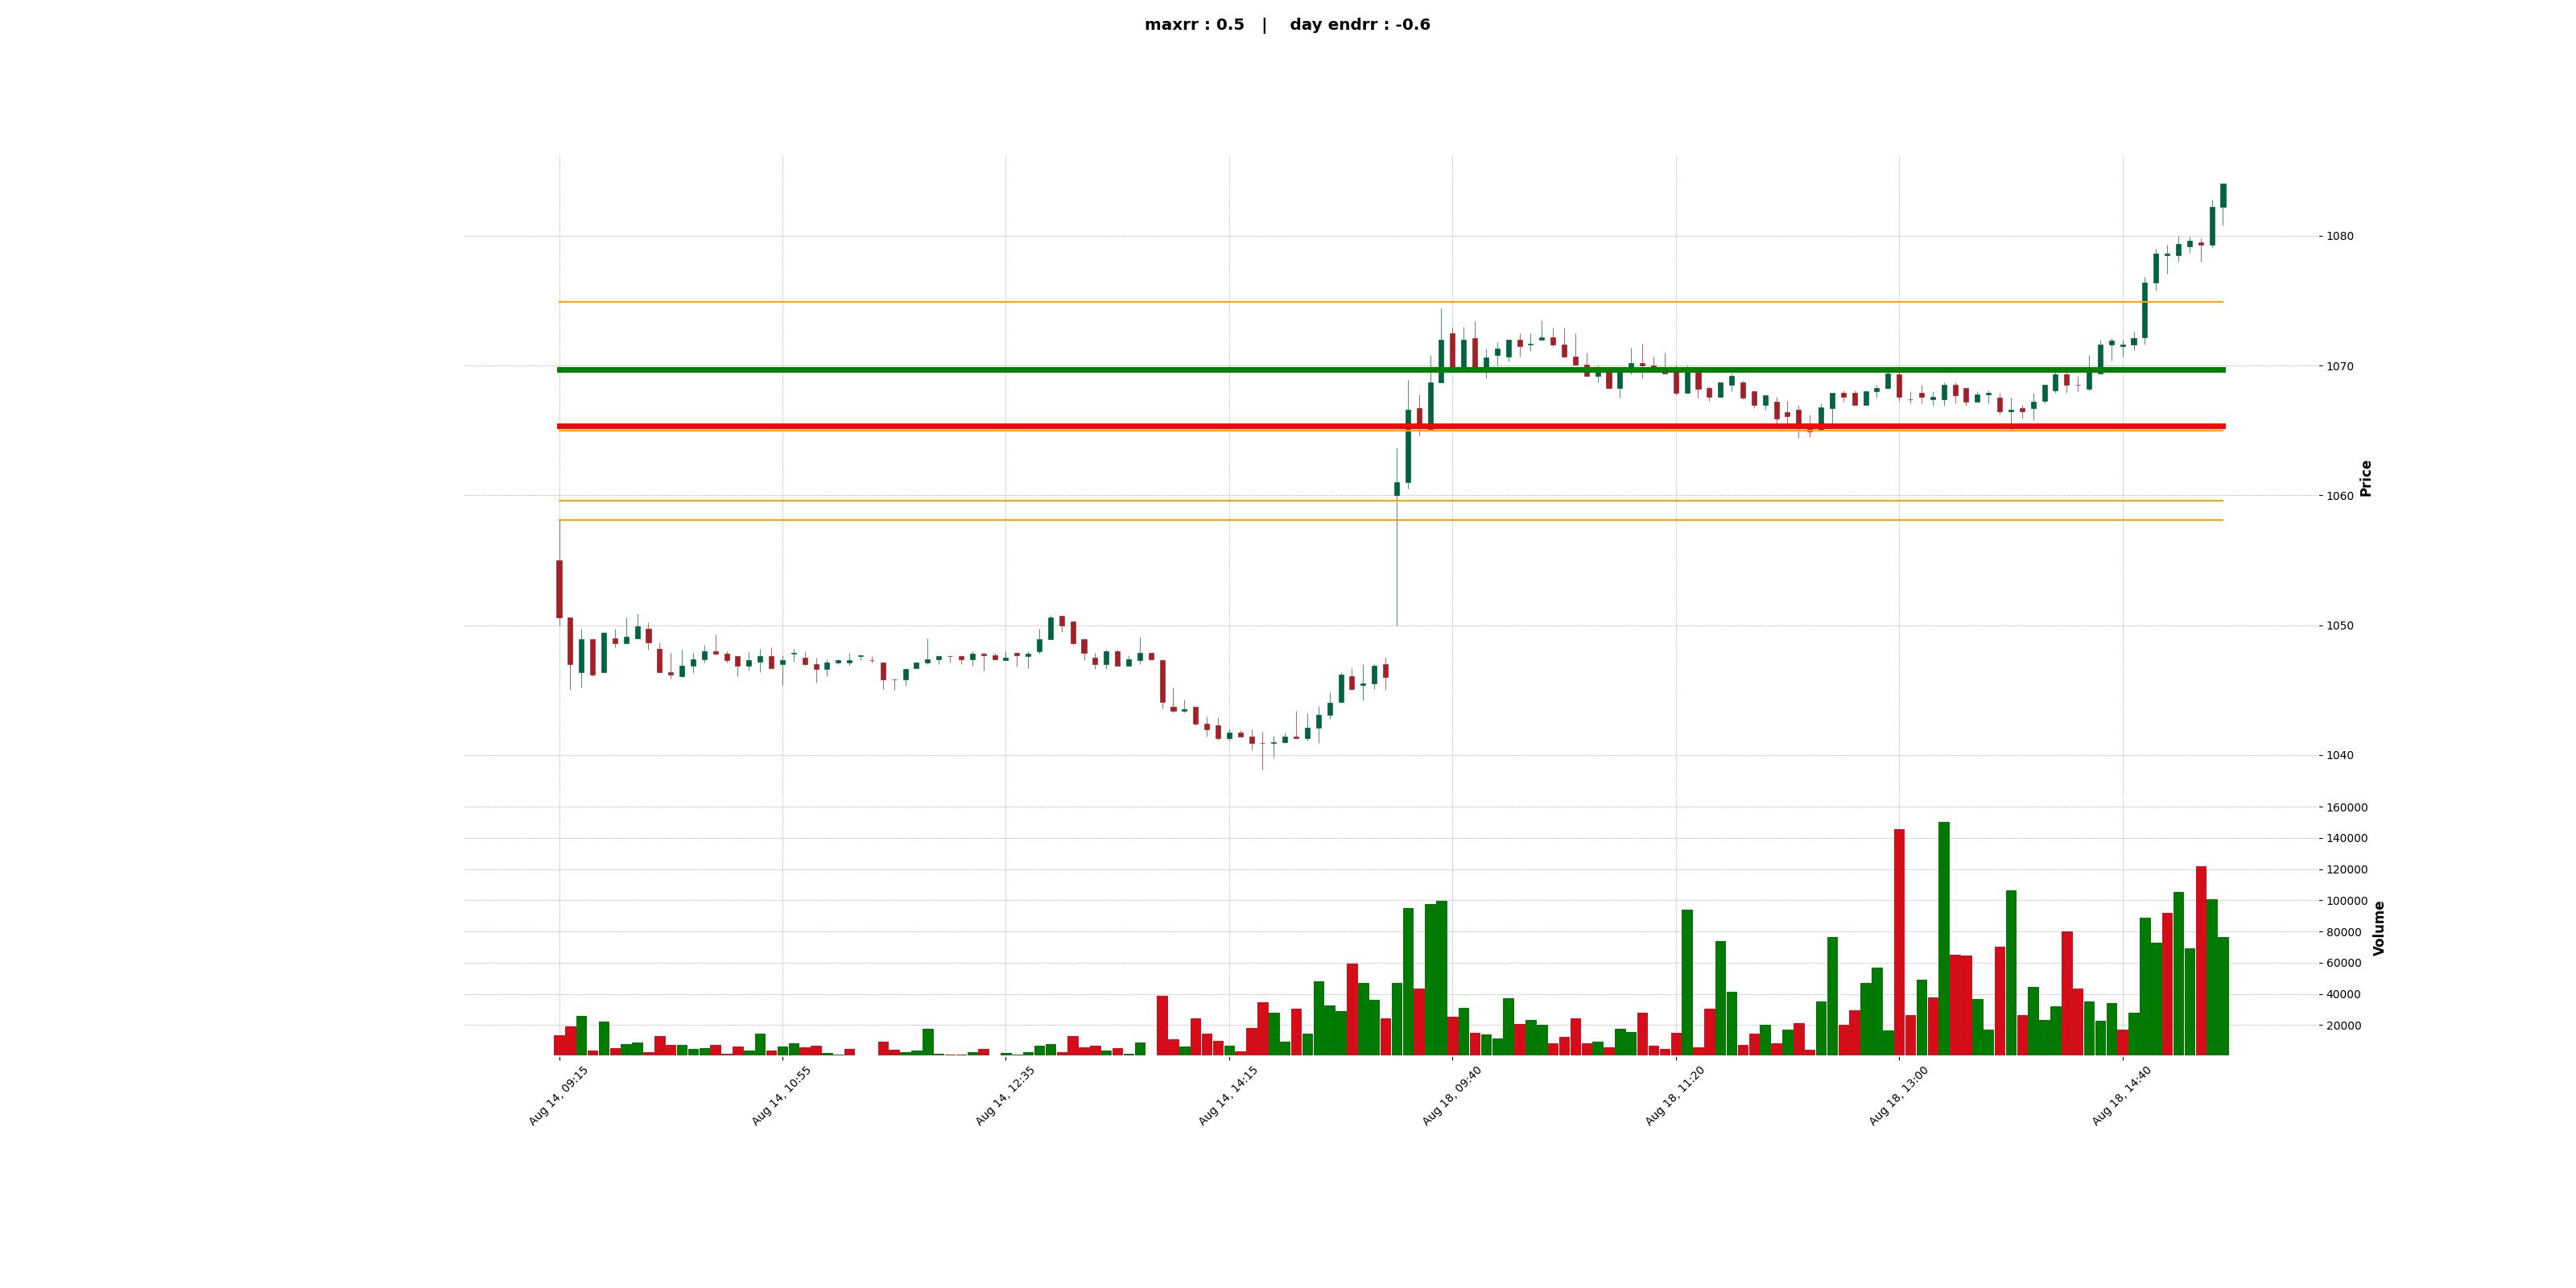 maxrr : 0.5   |    day endrr : -0.6
1080
1070
1060
1050
1040
Price
160000
140000
120000
100000
80000
60000
40000
20000
Volume
Aug 14, 09:15
Aug 14, 10:55
Aug 14, 12:35
Aug 14, 14:15
Aug 18, 09:40
Aug 18, 11:20
Aug 18, 13:00
Aug 18, 14:40